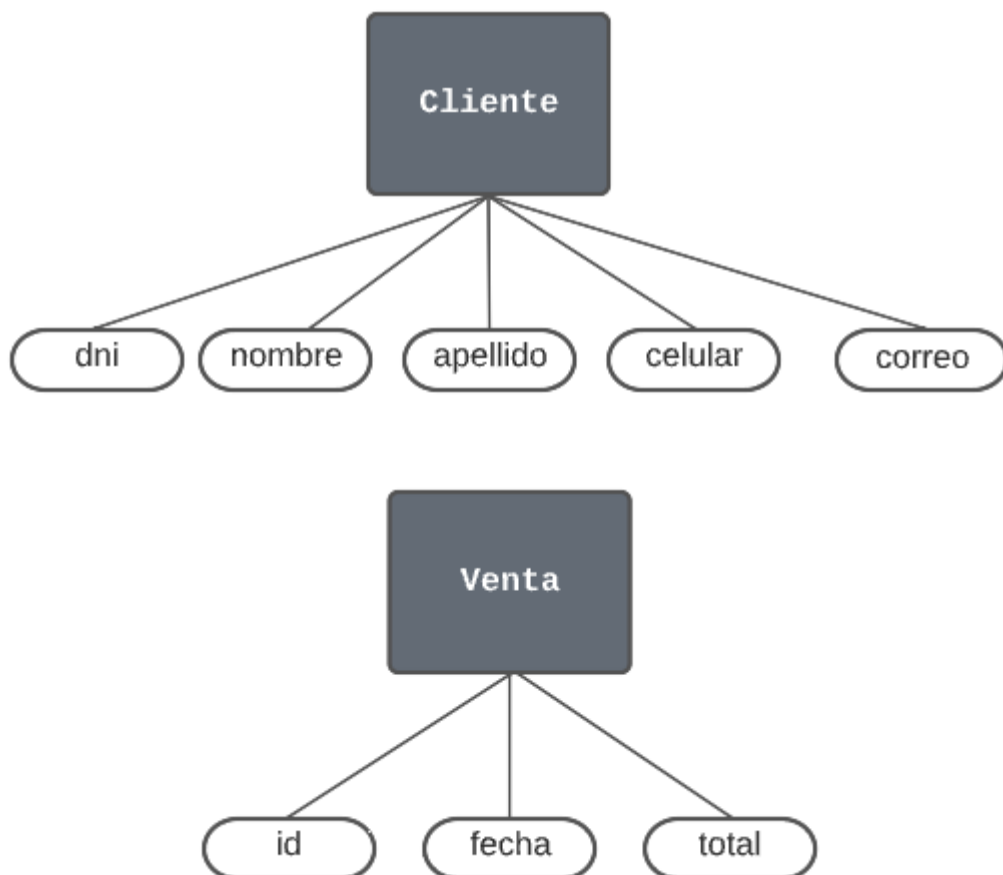 Cliente
dni nombre apellido celular correo
Venta
id fecha total